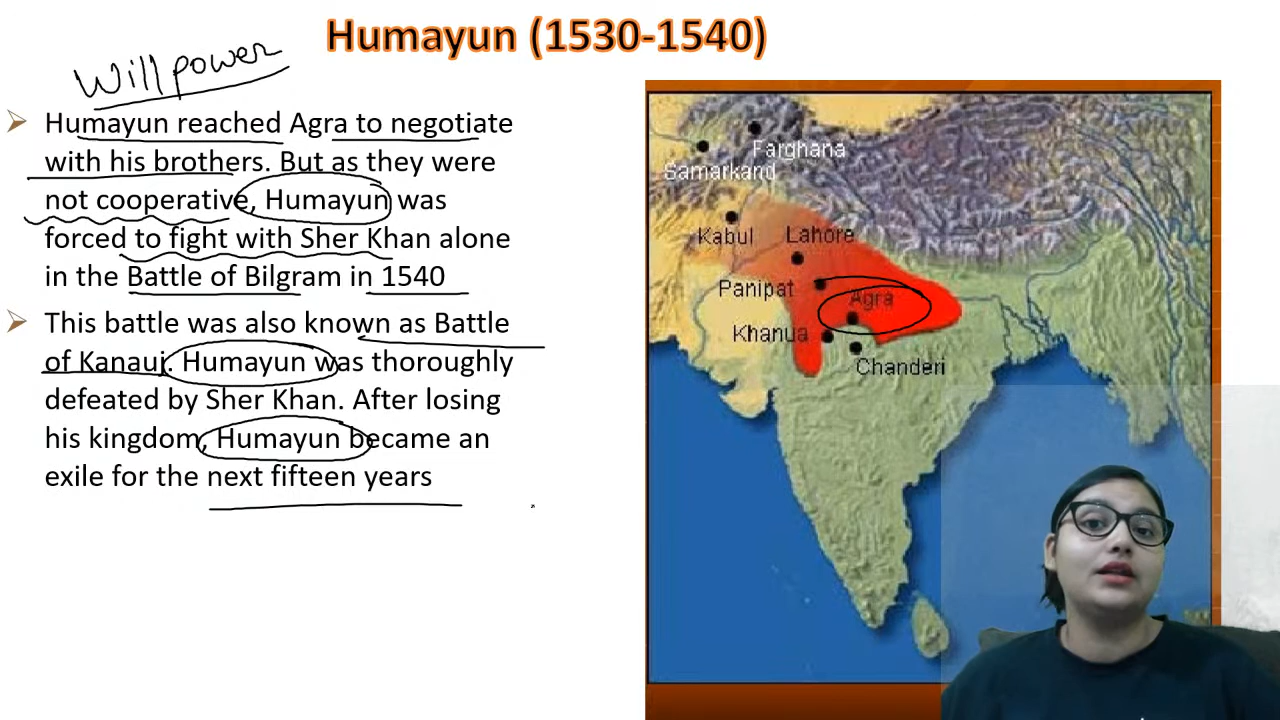 Humayun (1530-1540)
Will power
Humayun reached Agra to negotiate
with his brothers. But as they were
not cooperative, Humayun was
forced to fight with Sher Khan alone
in the Battle of Bilgram in 1540
This battle was also known as Battle
of Kanauj. Humayun was thoroughly
defeated by Sher Khan. After losing
his kingdom, Humayun became an
exile for the next fifteen years
Farghana
Samarkand
Kabul
Lahore
Panipat
Agra
Khanua
Chanderi